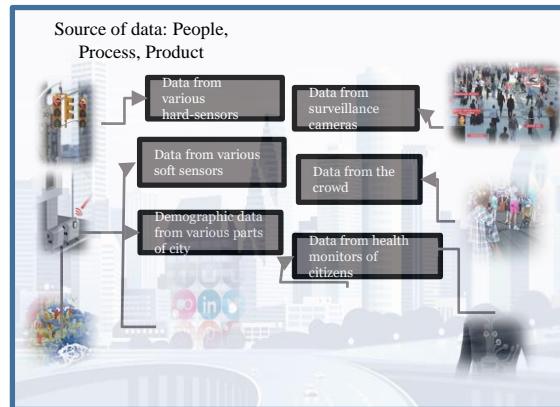 Source of data: People,
Process, Product
Data from
various
hard-sensors
Data from
surveillance
cameras
Data from various
soft sensors
Data from the
crowd
Demographic data
from various parts
of city
Data from health
monitors of
citizens
in